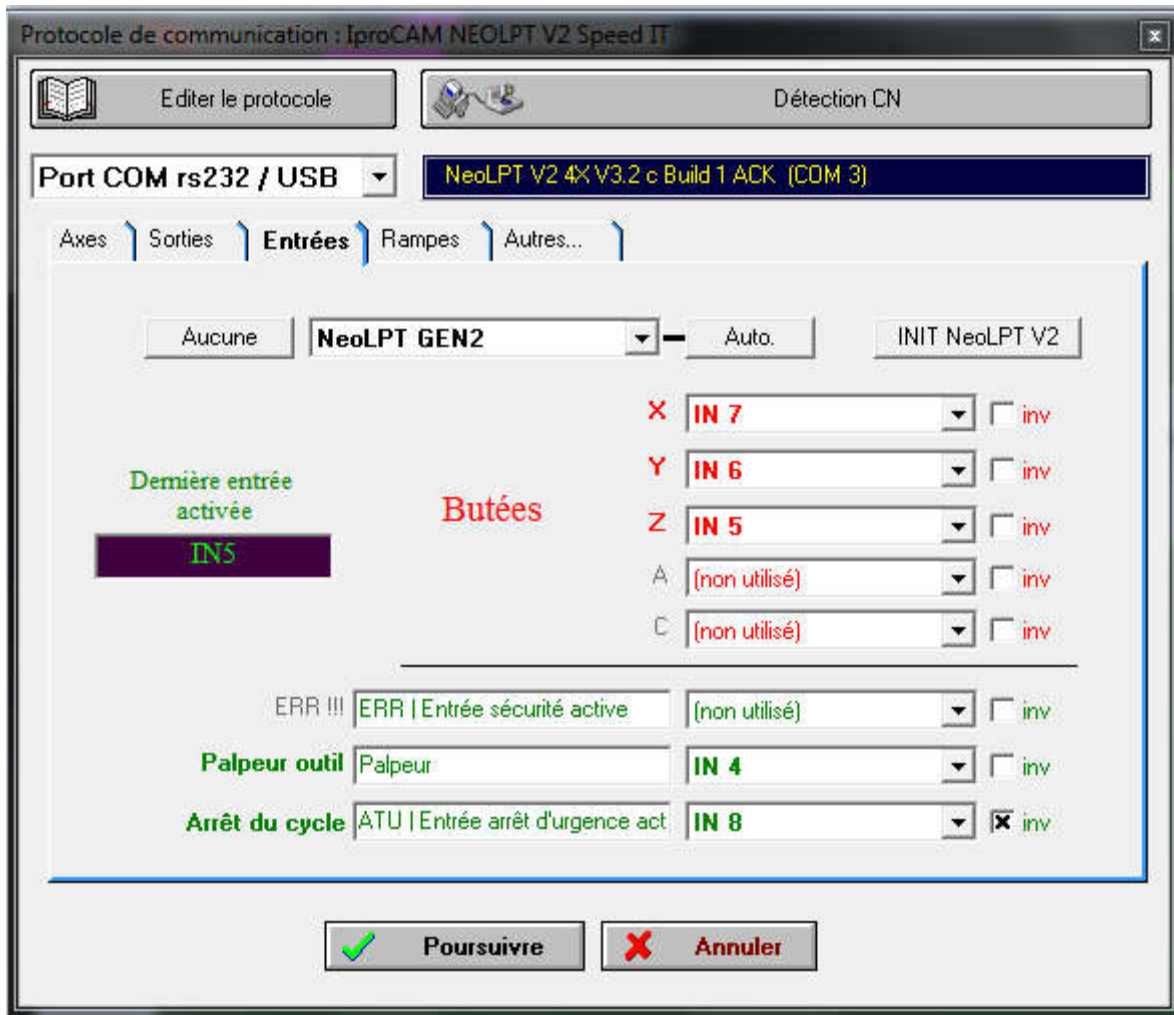 Protocole de communication : IproCAM NEOLPT V2 Speed IT
Editer le protocole
Détection CN
Port COM rs232 / USB
NeoLPT V2 4X V3.2 c Build 1 ACK (COM 3)
Axes Sorties Entrées Rampes Autres...
Aucune
NeoLPT GEN2
Auto.
INIT NeoLPT V2
X IN 7 inv
Y IN 6 inv
Z IN 5 inv
A (non utilisé) inv
C (non utilisé) inv
Dernière entrée
activée
IN5
Butées
ERR !!! ERR | Entrée sécurité active (non utilisé) inv
Palpeur outil Palpeur IN 4 inv
Arrêt du cycle ATU | Entrée arrêt d'urgence act IN 8 inv
Poursuivre
Annuler